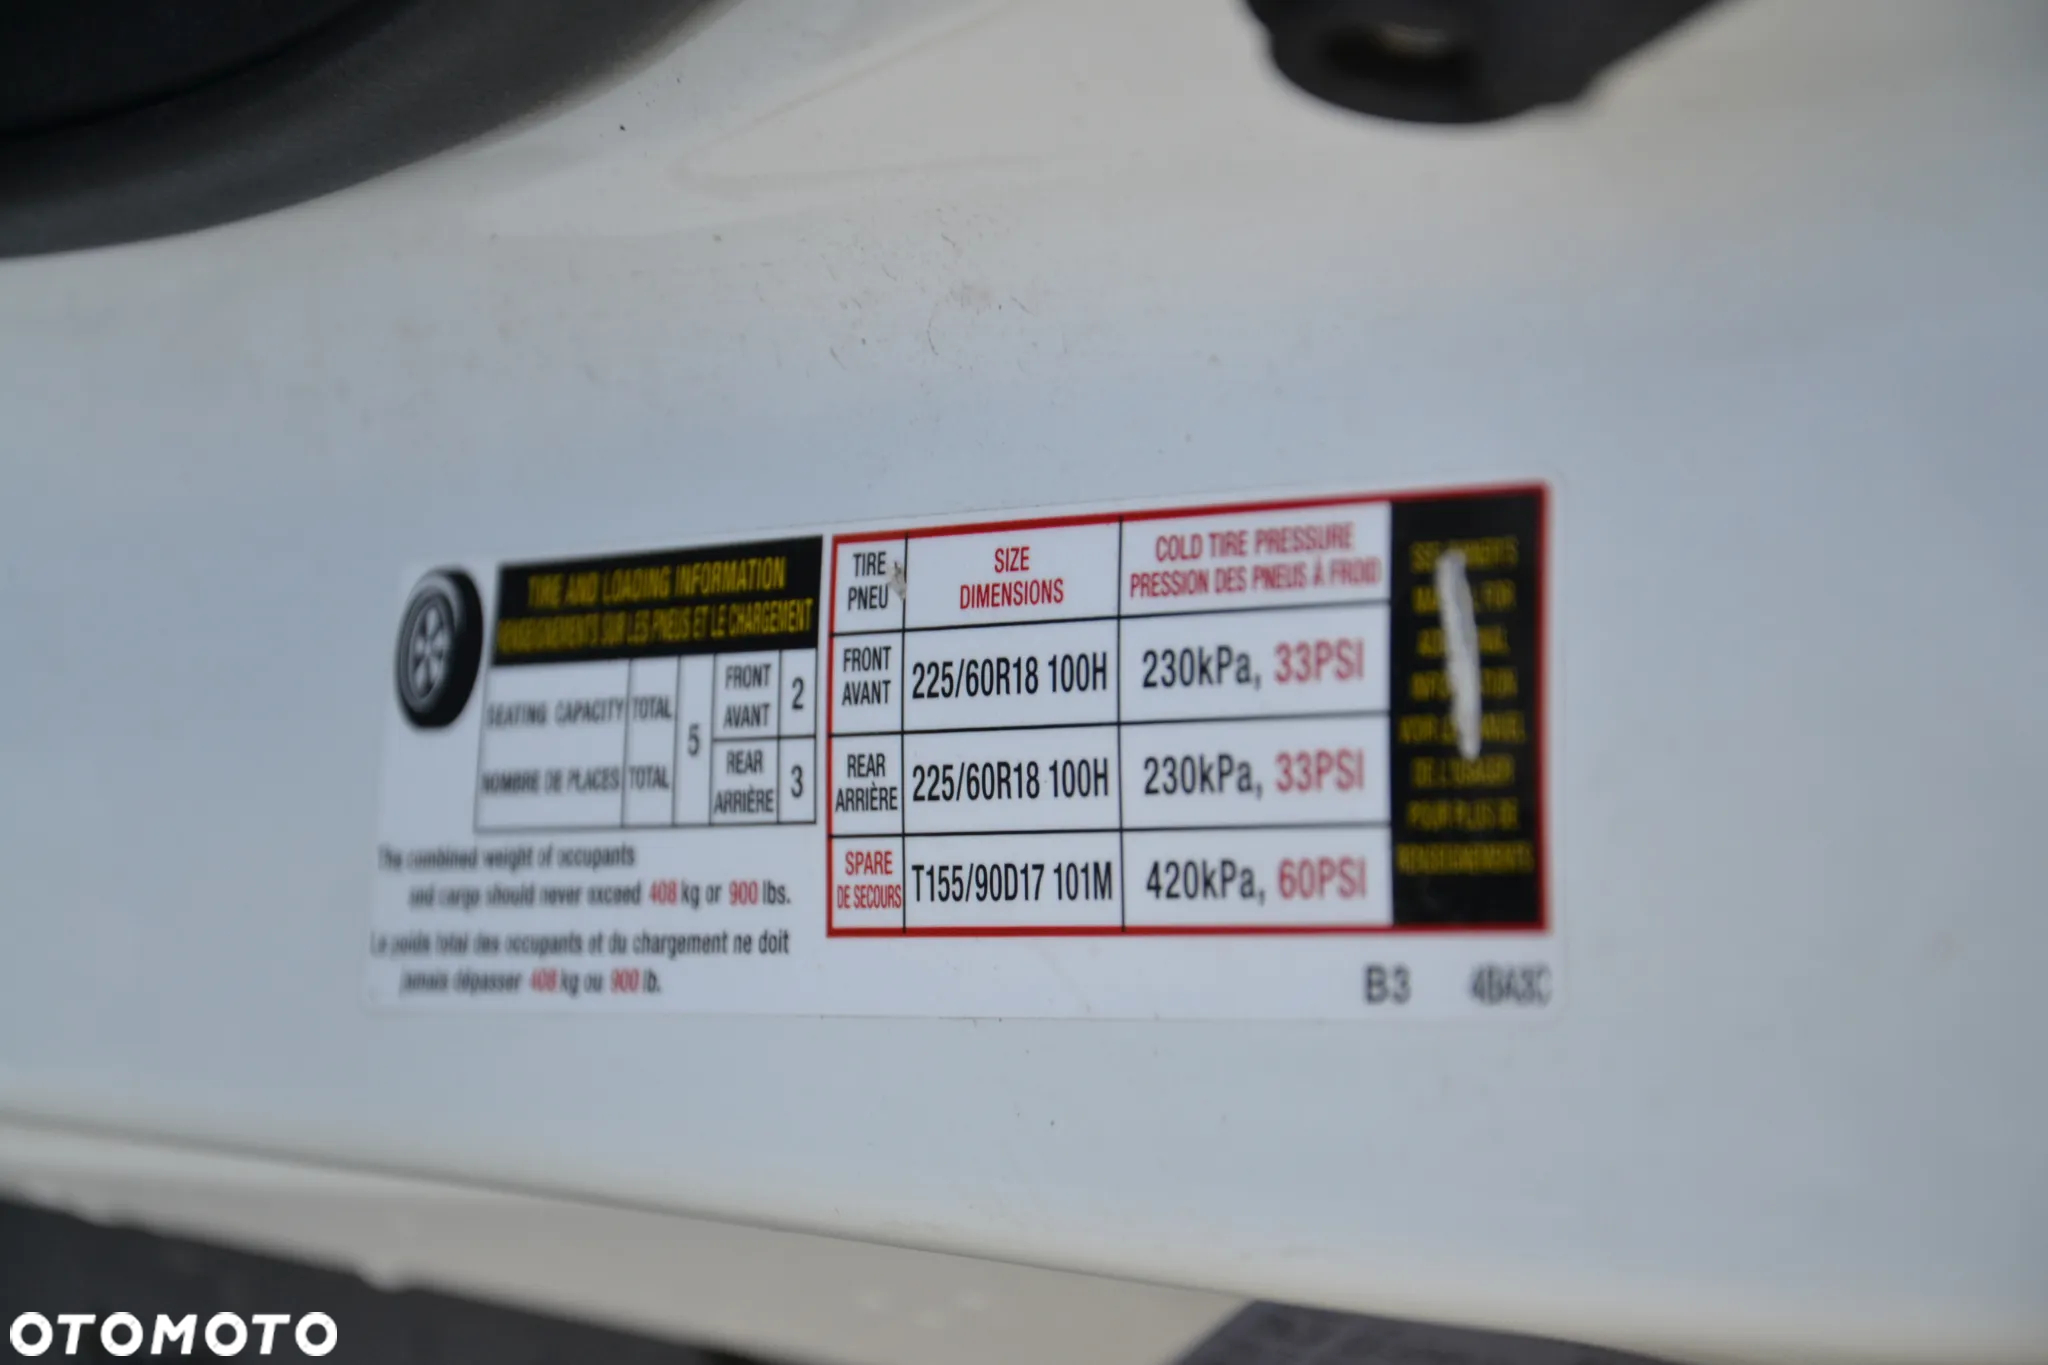 TIRE AND LOADING INFORMATION
RENSEIGNEMENTS SUR LES PNEUS ET LE CHARGEMENT
SEATING CAPACITY TOTAL 5 FRONT AVANT 2
NOMBRE DE PLACES TOTAL REAR ARRIÈRE 3
The combined weight of occupants
and cargo should never exceed 408 kg or 900 lbs.
Le poids total des occupants et du chargement ne doit
jamais dépasser 408 kg ou 900 lb.
TIRE PNEU
SIZE
DIMENSIONS
COLD TIRE PRESSURE
PRESSION DES PNEUS À FROID
FRONT AVANT 225/60R18 100H 230kPa, 33PSI
REAR ARRIÈRE 225/60R18 100H 230kPa, 33PSI
SPARE DE SECOURS T155/90D17 101M 420kPa, 60PSI
FOR
VOIR
DE L'USAGER
POUR PLUS DE
RENSEIGNEMENTS
B3
OTOMOTO